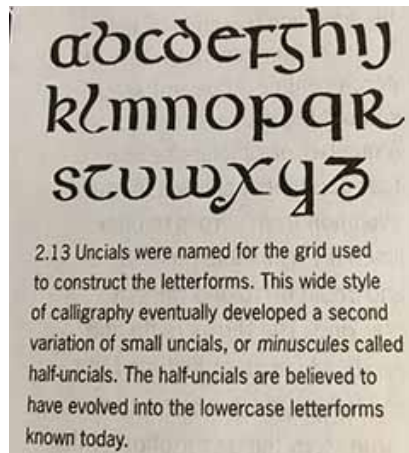 abcdefghij
klmnopqr
stuvwxyz
2.13 Uncials were named for the grid used
to construct the letterforms. This wide style
of calligraphy eventually developed a second
variation of small uncials, or minuscules called
half-uncials. The half-uncials are believed to
have evolved into the lowercase letterforms
known today.